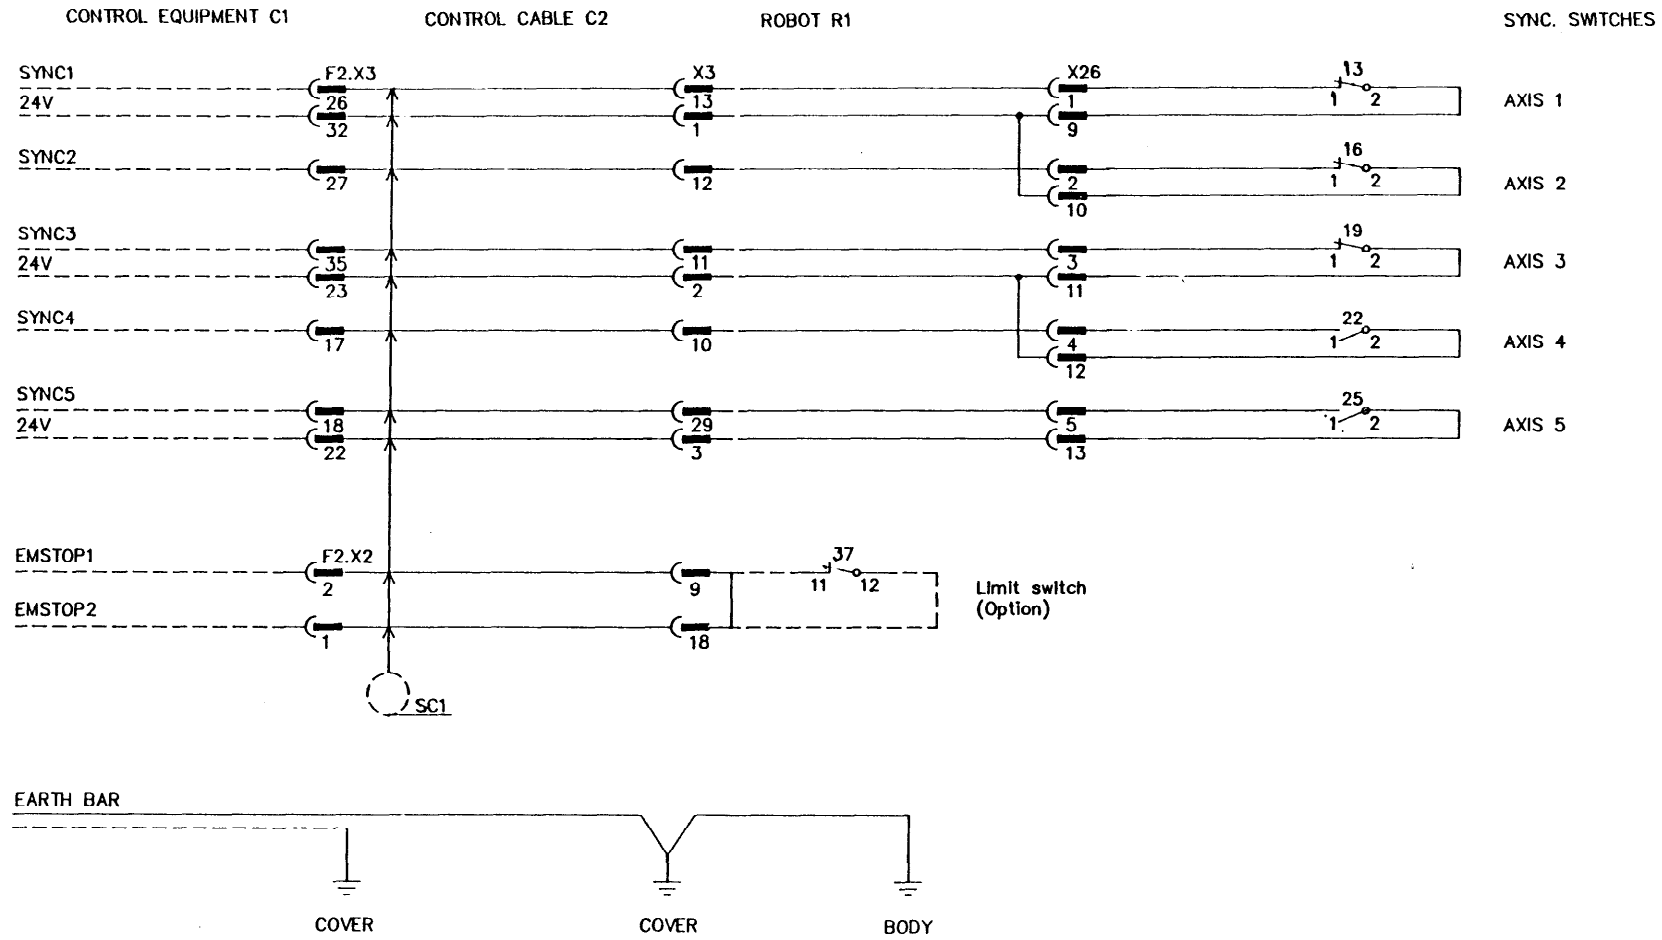 CONTROL EQUIPMENT C1 CONTROL CABLE C2 ROBOT R1 SYNC. SWITCHES
SYNC1 F2.X3 X3 X26 13
24V 26 13 1 1 2 AXIS 1
32 1 9
SYNC2 16
27 12 2 1 2 AXIS 2
10
SYNC3 19
24V 35 11 3 1 2 AXIS 3
23 2 11
SYNC4 22
17 10 4 1 2 AXIS 4
12
SYNC5 25
24V 18 29 5 1 2 AXIS 5
22 3 13
EMSTOP1 F2.X2 37
2 9 11 12 Limit switch
EMSTOP2 (Option)
1 18
SC1
EARTH BAR
COVER COVER BODY